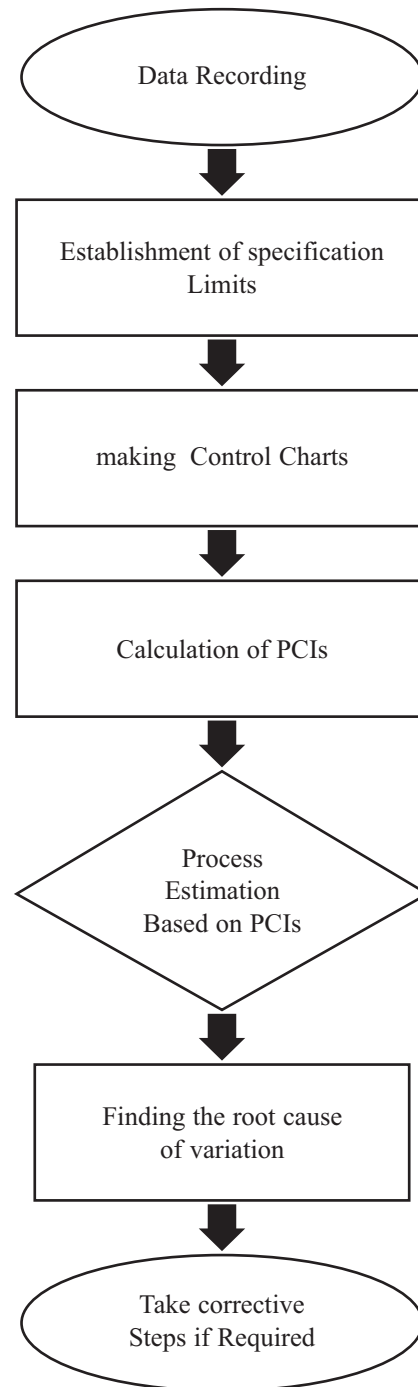 Data Recording
Establishment of specification
Limits
making Control Charts
Calculation of PCIs
Process
Estimation
Based on PCIs
Finding the root cause
of variation
Take corrective
Steps if Required